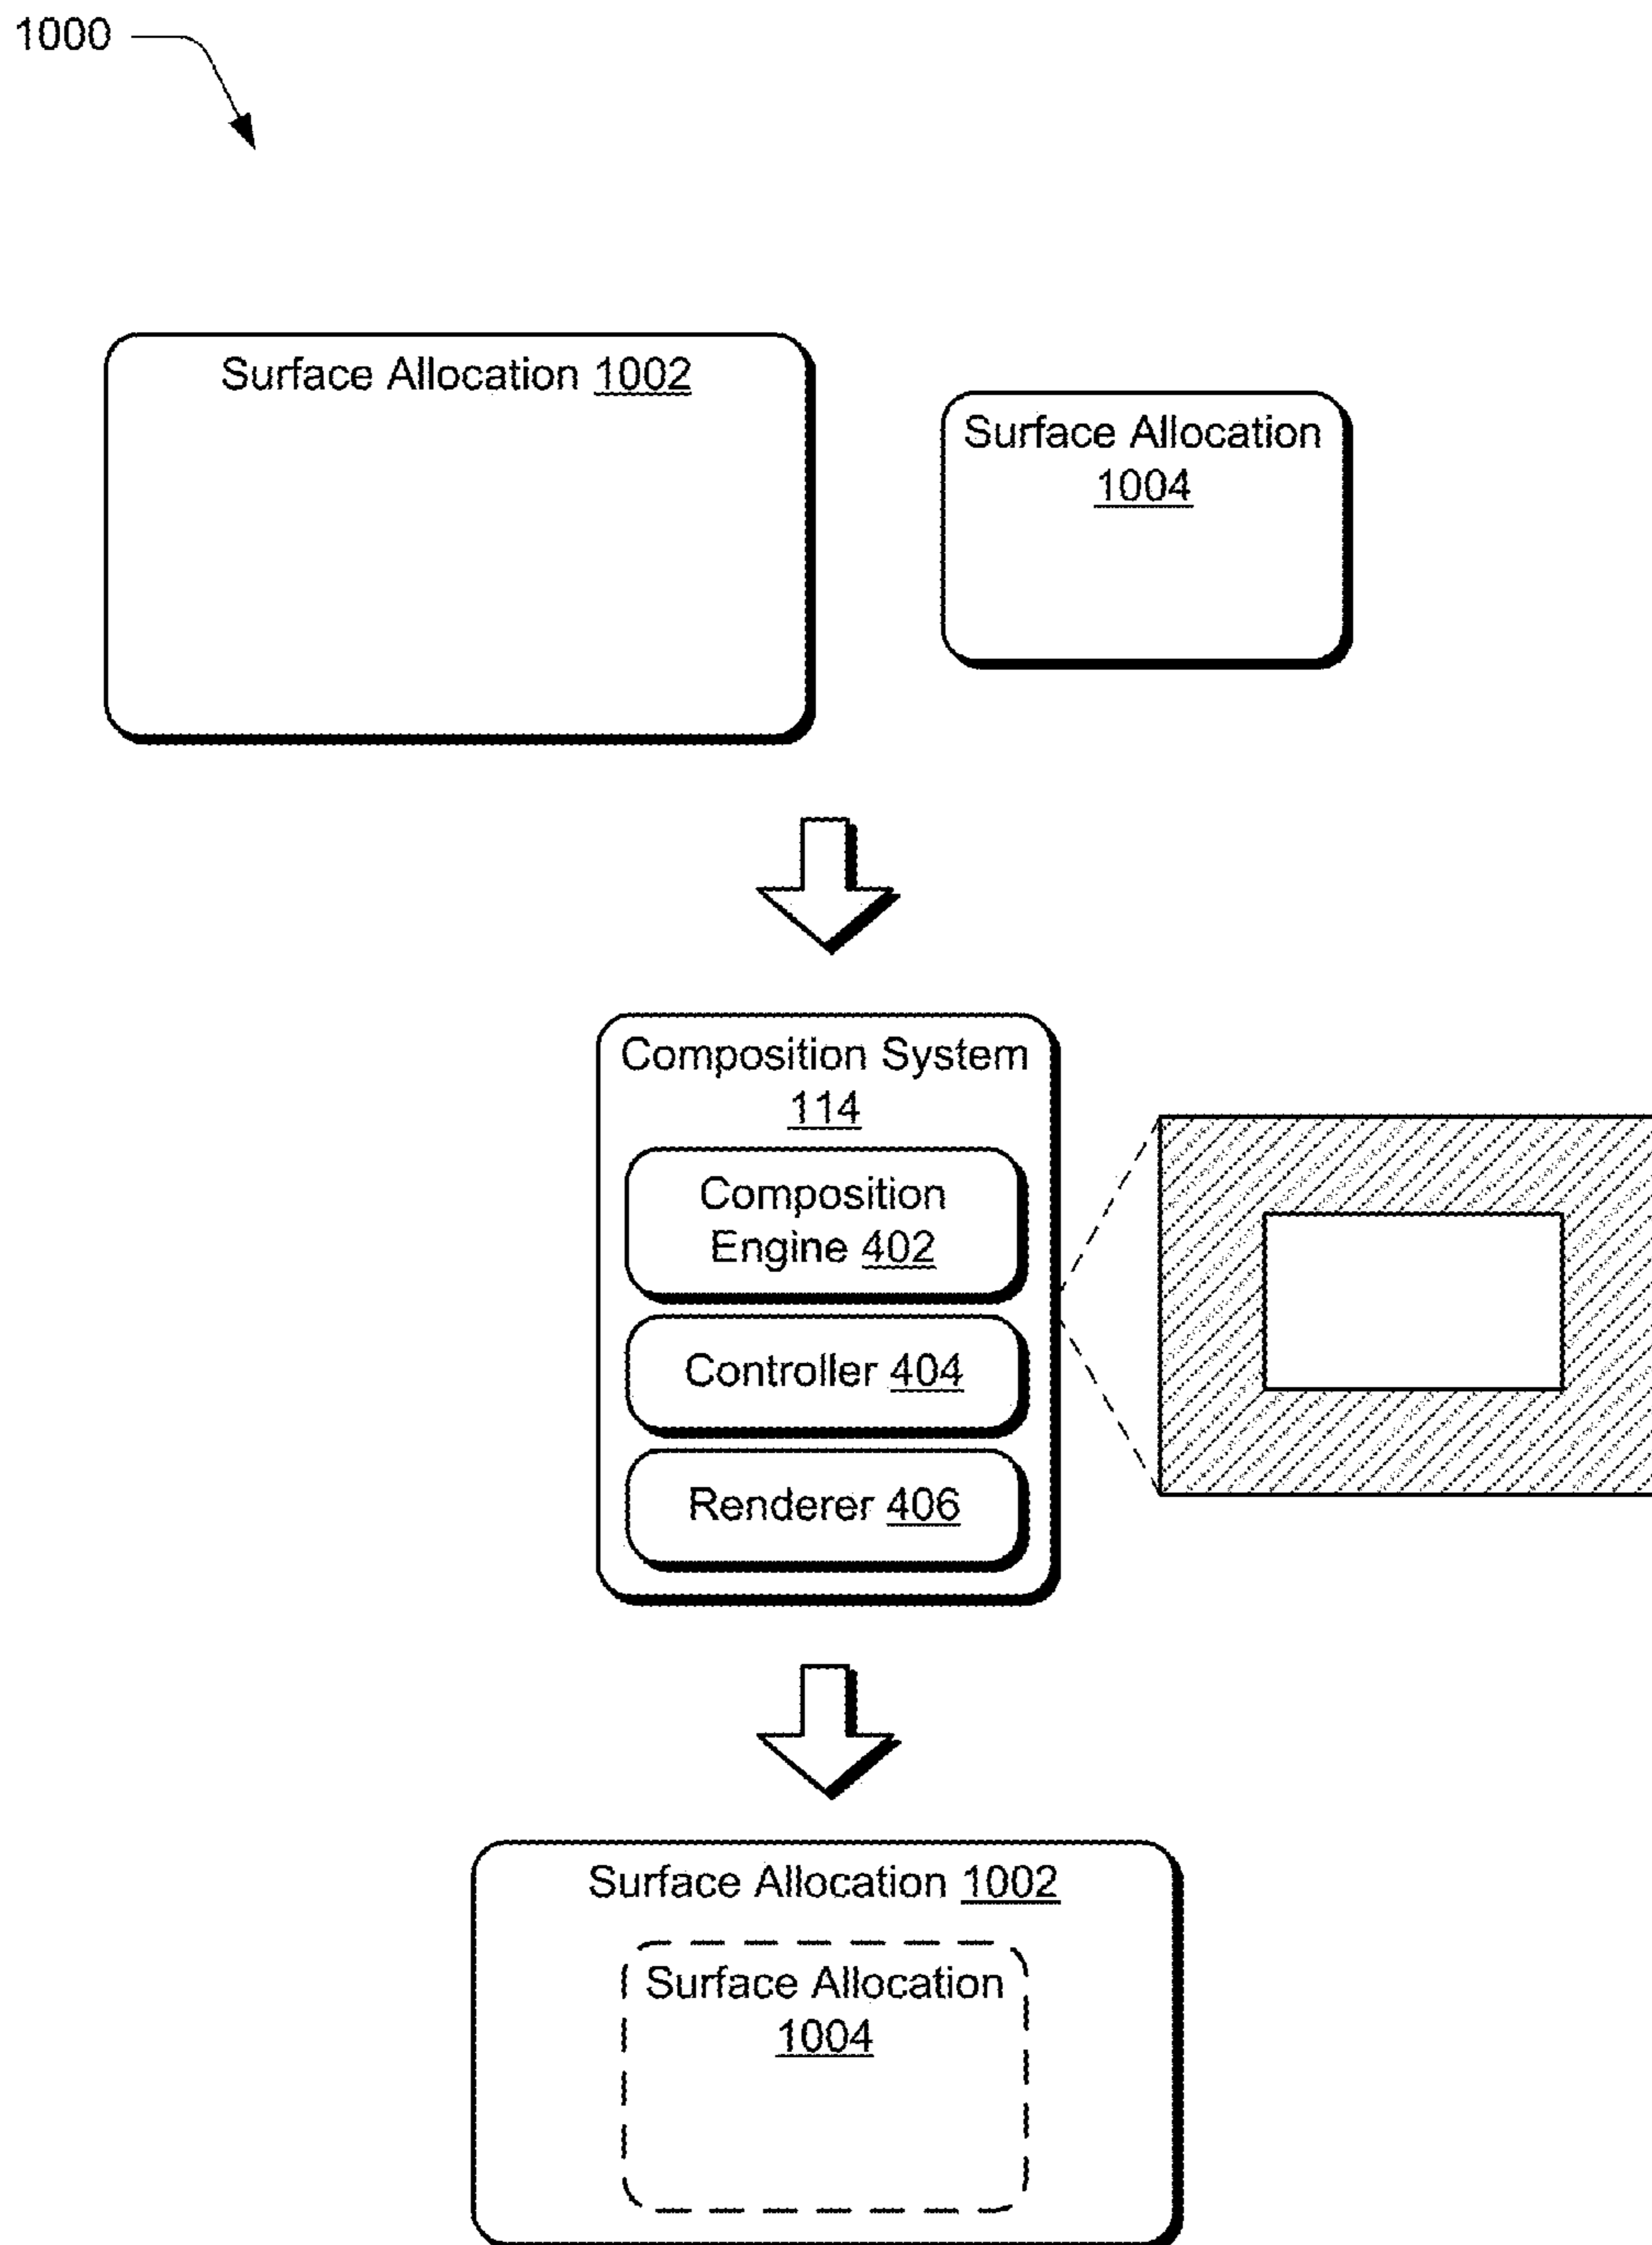 1000
Surface Allocation 1002
Surface Allocation
1004
Composition System
114
Composition
Engine 402
Controller 404
Renderer 406
Surface Allocation 1002
Surface Allocation
1004